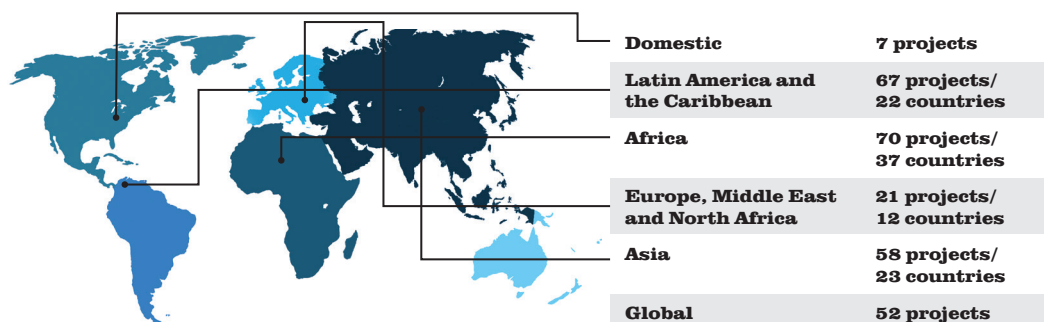 Domestic 7 projects
Latin America and 67 projects/
the Caribbean 22 countries
Africa 70 projects/
37 countries
Europe, Middle East 21 projects/
and North Africa 12 countries
Asia 58 projects/
23 countries
Global 52 projects